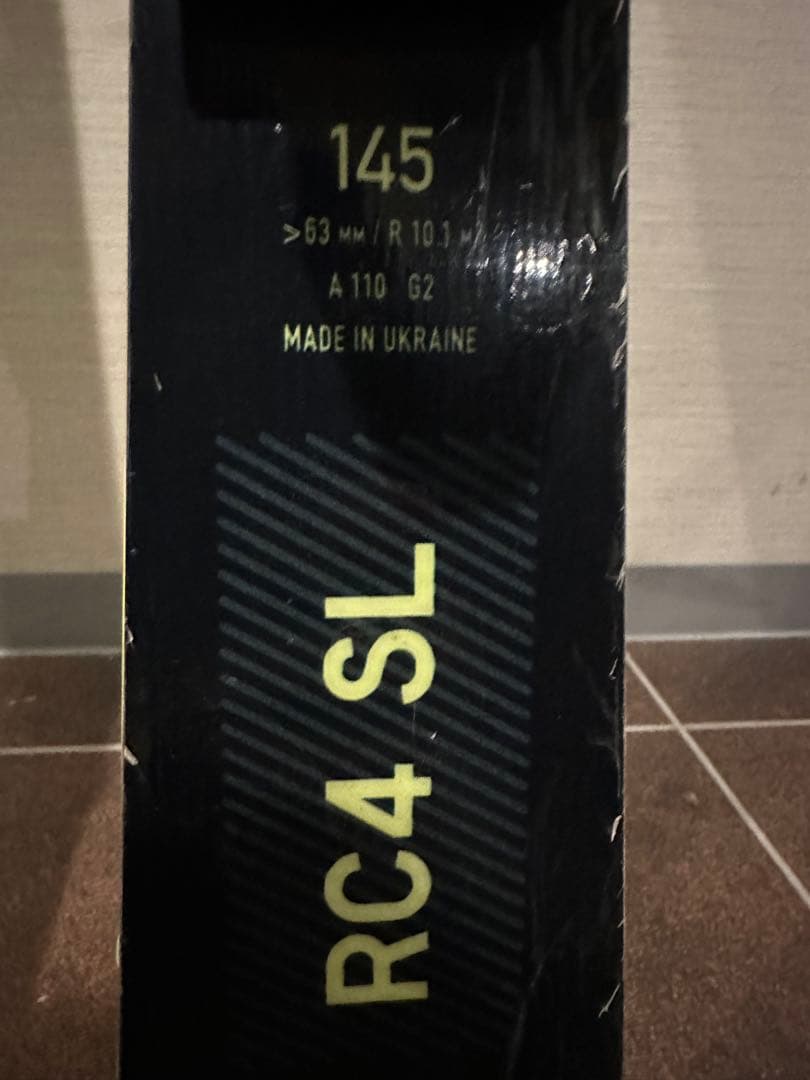 145
>63 MM / R 10.1 M
A 110 G2
MADE IN UKRAINE
RC4 SL